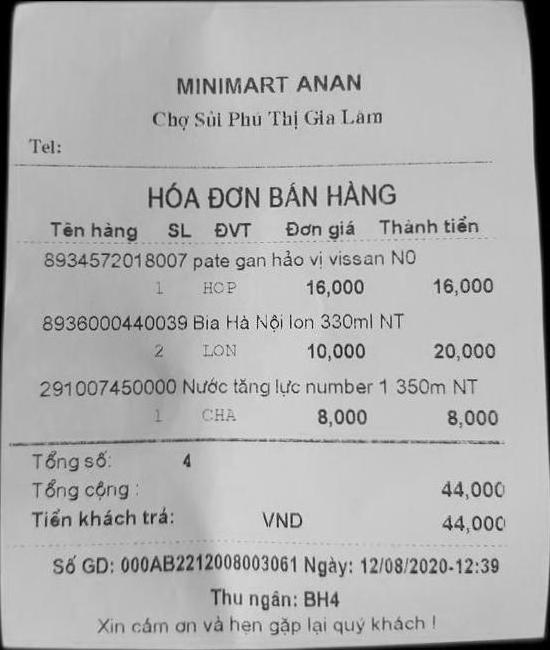 MINIMART ANAN
Chợ Sủi Phú Thị Gia Lâm
Tel:
HÓA ĐƠN BÁN HÀNG
Tên hàng SL ĐVT Đơn giá Thành tiền
8934572018007 pate gan hảo vị vissan N0
1 HOP 16,000 16,000
8936000440039 Bia Hà Nội lon 330ml NT
2 LON 10,000 20,000
291007450000 Nước tăng lực number 1 350m NT
1 CHA 8,000 8,000
Tổng số: 4
Tổng cộng : 44,000
Tiền khách trả: VND 44,000
Số GD: 000AB2212008003061 Ngày: 12/08/2020-12:39
Thu ngân: BH4
Xin cám ơn và hẹn gặp lại quý khách !